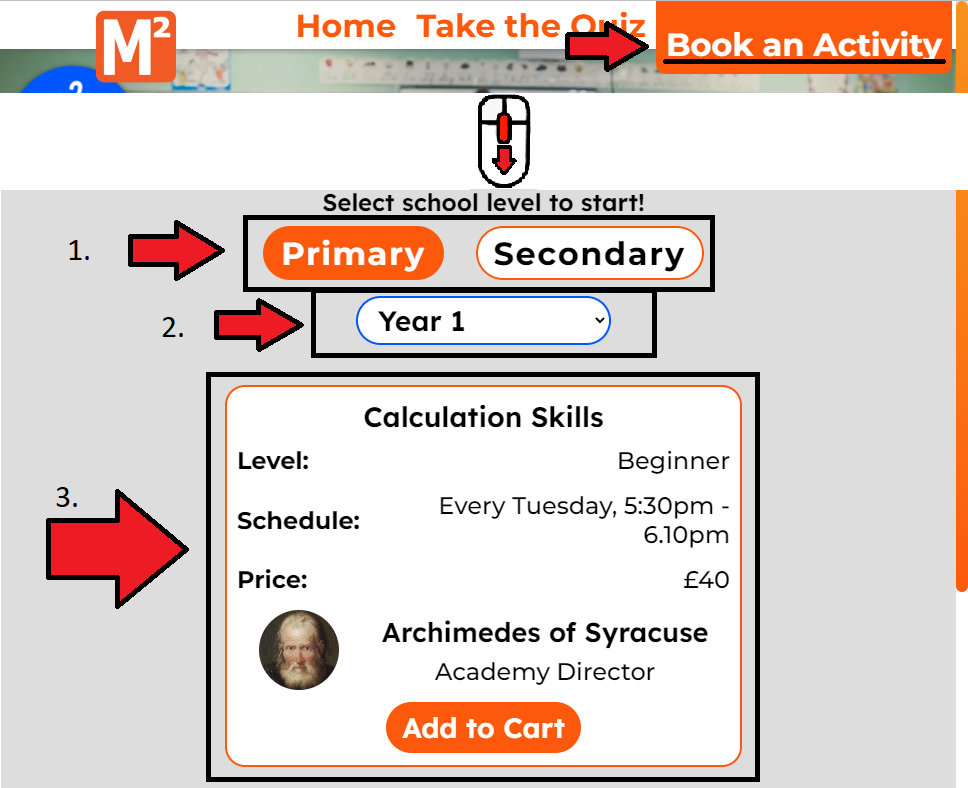 M²
Home Take the Quiz
Book an Activity
2
Select school level to start!
1.
Primary Secondary
2.
Year 1
Calculation Skills
Level: Beginner
3.
Schedule: Every Tuesday, 5:30pm -
6.10pm
Price: £40
Archimedes of Syracuse
Academy Director
Add to Cart